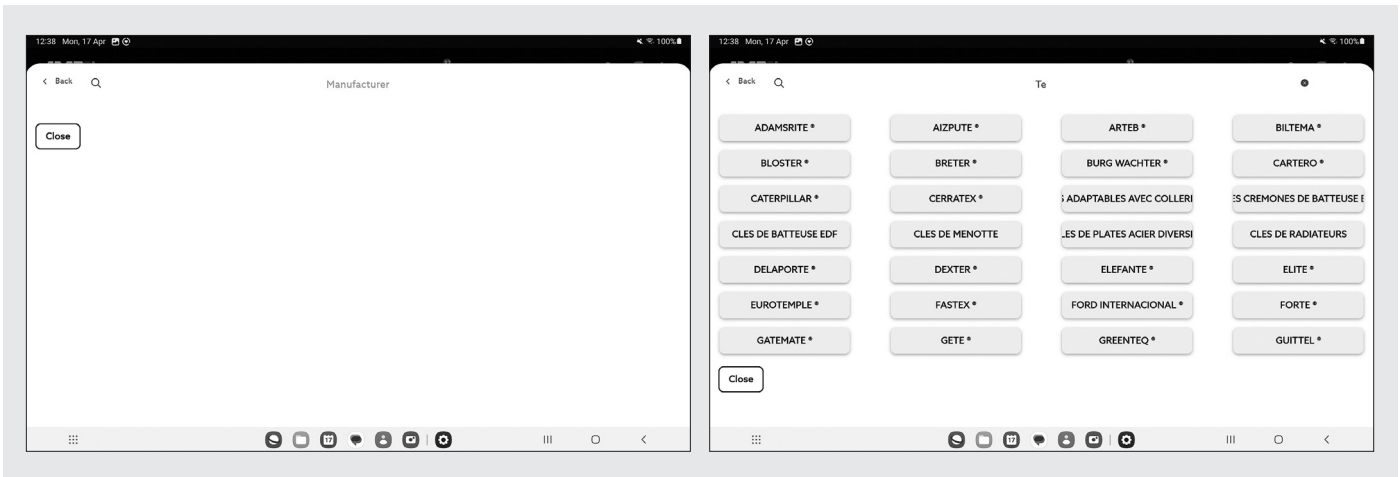 12:38 Mon, 17 Apr
100%
Back
Manufacturer
Close
17
12:38 Mon, 17 Apr
100%
Back
Te
ADAMSRITE ® AIZPUTE ® ARTEB ® BILTEMA ®
BLOSTER ® BRETER ® BURG WACHTER ® CARTERO ®
CATERPILLAR ® CERRATEX ® ADAPTABLES AVEC COLLERI ES CREMONES DE BATTEUSE E
CLES DE BATTEUSE EDF CLES DE MENOTTE LES DE PLATES ACIER DIVERSI CLES DE RADIATEURS
DELAPORTE ® DEXTER ® ELEFANTE ® ELITE ®
EUROTEMPLE ® FASTEX ® FORD INTERNACIONAL ® FORTE ®
GATEMATE ® GETE ® GREENTEQ ® GUITTEL ®
Close
17